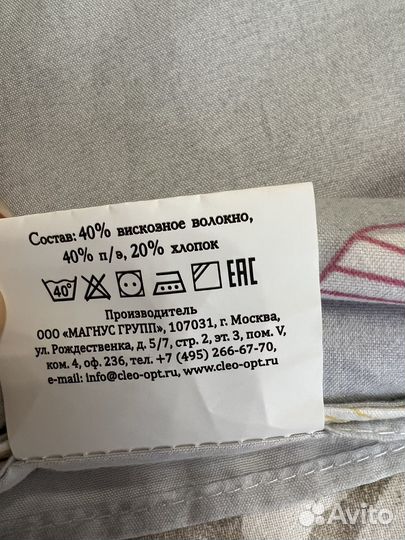 Состав: 40% вискозное волокно,
40% п/э, 20% хлопок
40° EAC
Производитель
ООО «МАГНУС ГРУПП», 107031, г. Москва,
ул. Рождественка, д. 5/7, стр. 2, эт. 3, пом. V,
ком. 4, оф. 236, тел. +7 (495) 266-67-70,
e-mail: info@cleo-opt.ru, www.cleo-opt.ru
Avito